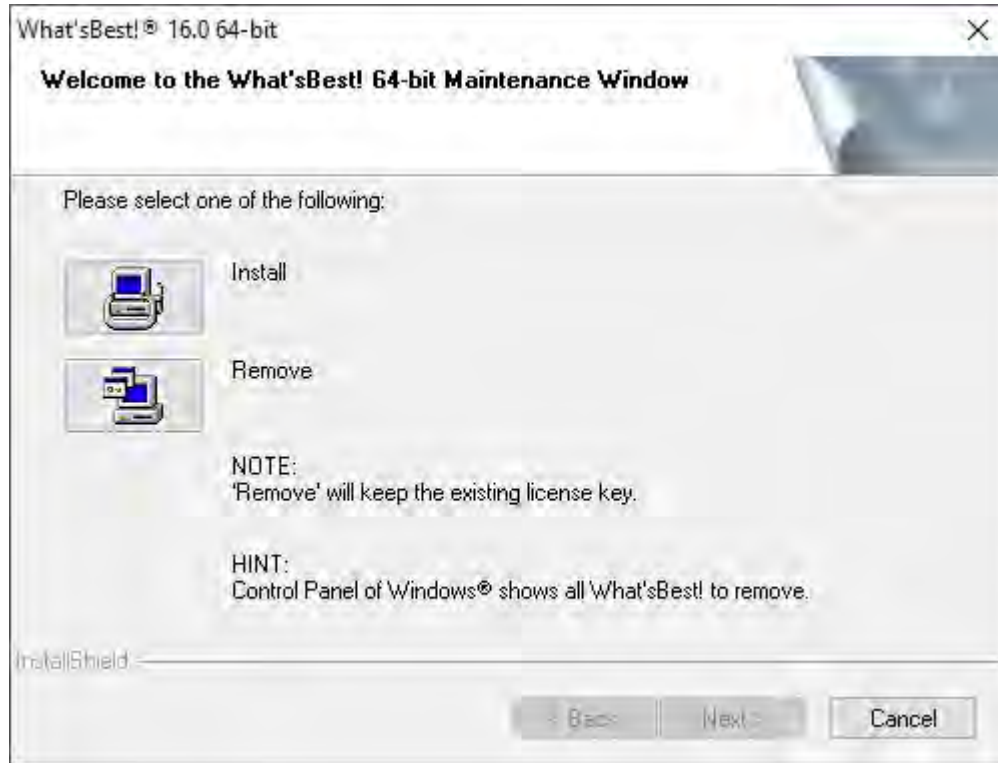 What'sBest!® 16.0 64-bit
Welcome to the What'sBest! 64-bit Maintenance Window
Please select one of the following:
Install
Remove
NOTE:
'Remove' will keep the existing license key.
HINT:
Control Panel of Windows® shows all What'sBest! to remove.
InstallShield
< Back
Next >
Cancel